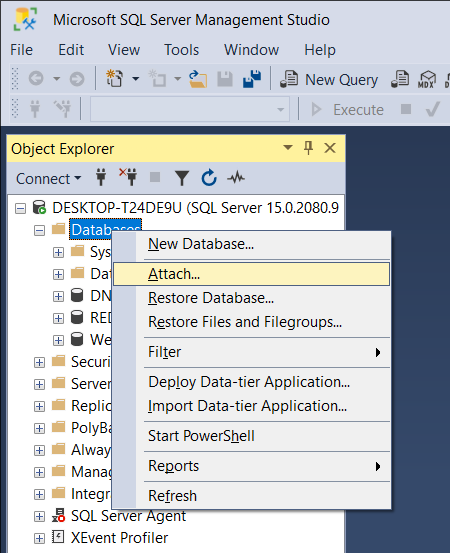 Microsoft SQL Server Management Studio
File Edit View Tools Window Help
New Query MDX
Execute
Object Explorer
Connect
DESKTOP-T24DE9U (SQL Server 15.0.2080.9
Databases
New Database...
Sys
Attach...
Dat
Restore Database...
DN
Restore Files and Filegroups...
RED
We
Filter
Securi
Deploy Data-tier Application...
Server
Import Data-tier Application...
Replic
Start PowerShell
PolyBa
Alway
Reports
Manag
Refresh
Integr
SQL Server Agent
XEvent Profiler